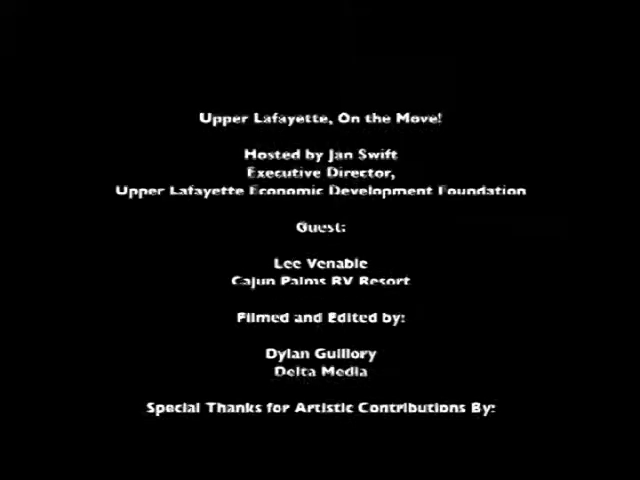 Upper Lafayette, On the Move!
Hosted by Jan Swift
Executive Director,
Upper Lafayette Economic Development Foundation
Guest:
Lee Venable
Cajun Palms RV Resort
Filmed and Edited by:
Dylan Guillory
Delta Media
Special Thanks for Artistic Contributions By: